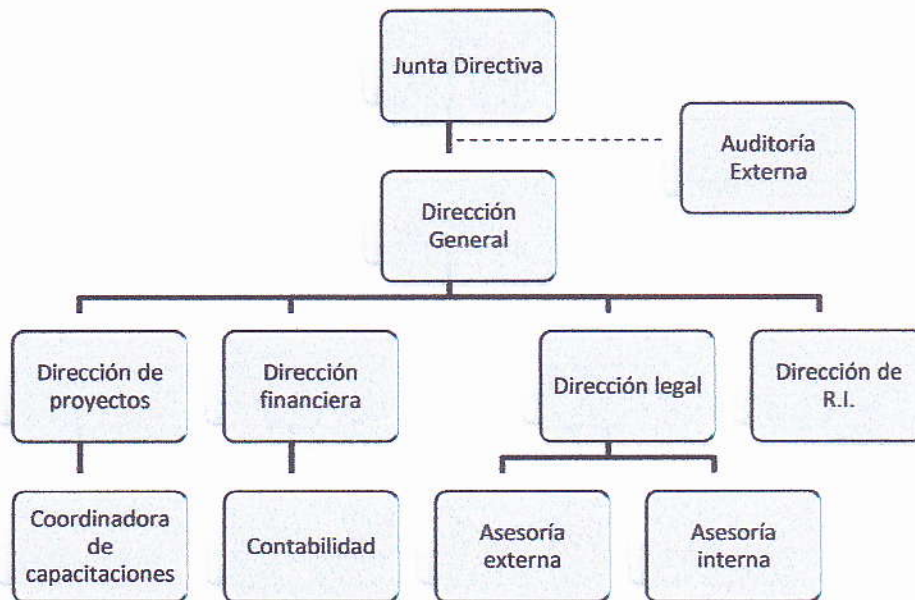 Junta Directiva
Auditoría
Externa
Dirección
General
Dirección de
proyectos
Dirección
financiera
Dirección legal
Dirección de
R.I.
Coordinadora
de
capacitaciones
Contabilidad
Asesoría
externa
Asesoría
interna